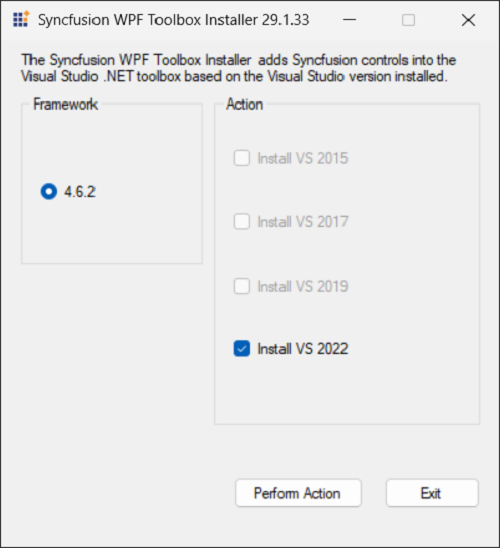 Syncfusion WPF Toolbox Installer 29.1.33
The Syncfusion WPF Toolbox Installer adds Syncfusion controls into the
Visual Studio .NET toolbox based on the Visual Studio version installed.
Framework
4.6.2
Action
Install VS 2015
Install VS 2017
Install VS 2019
Install VS 2022
Perform Action
Exit